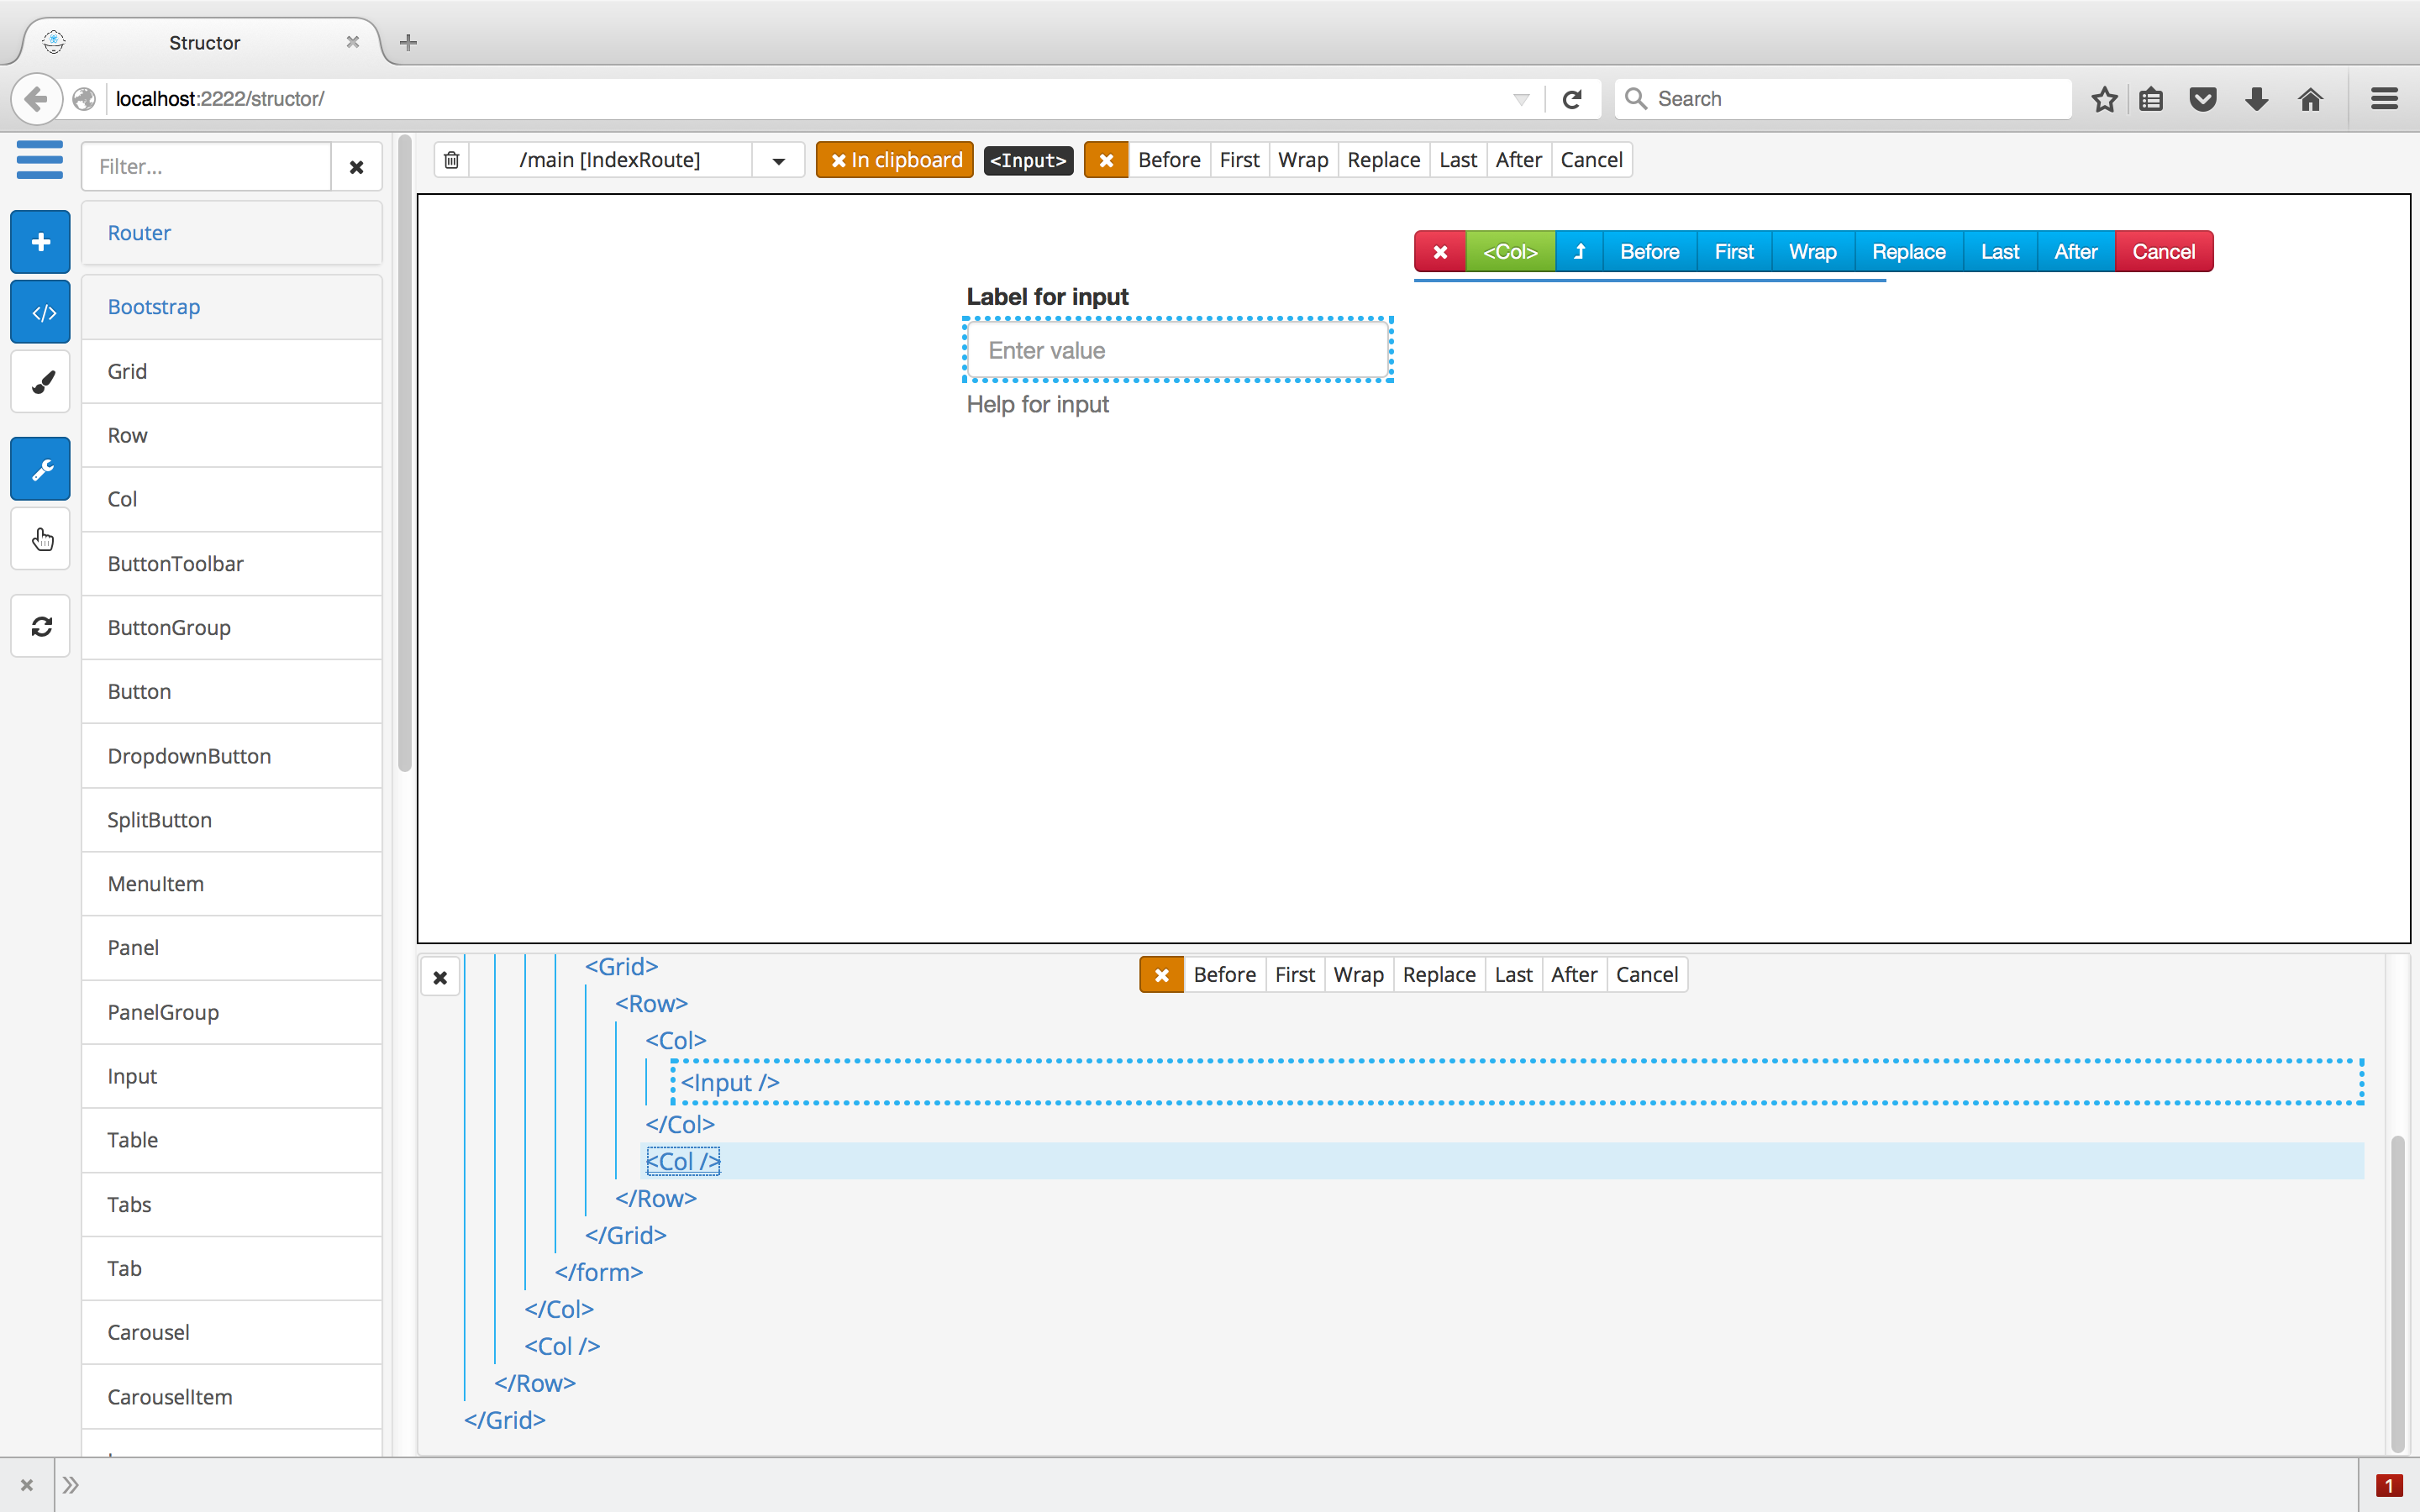 Structor
localhost:2222/structor/
Search
Filter...
/main [IndexRoute]
In clipboard
<Input>
Before First Wrap Replace Last After Cancel
Router
Bootstrap
Grid
Row
Col
ButtonToolbar
ButtonGroup
Button
DropdownButton
SplitButton
MenuItem
Panel
PanelGroup
Input
Table
Tabs
Tab
Carousel
CarouselItem
<Col> Before First Wrap Replace Last After Cancel
Label for input
Enter value
Help for input
Before First Wrap Replace Last After Cancel
<Grid>
<Row>
<Col>
<Input />
</Col>
<Col />
</Row>
</Grid>
</form>
</Col>
<Col />
</Row>
</Grid>
1